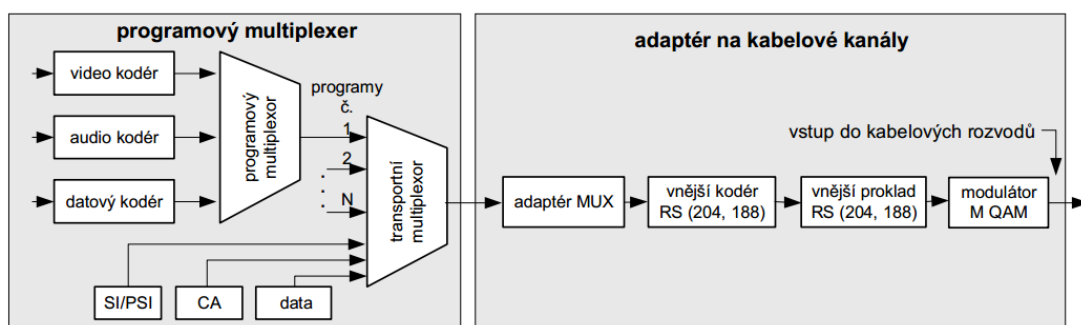 programový multiplexer
video kodér
audio kodér
datový kodér
programový
multiplexor
programy
č.
1
2
.
.
.
N
transportní
multiplexor
SI/PSI
CA
data
adaptér na kabelové kanály
vstup do kabelových rozvodů
adaptér MUX
vnější kodér
RS (204, 188)
vnější proklad
RS (204, 188)
modulátor
M QAM